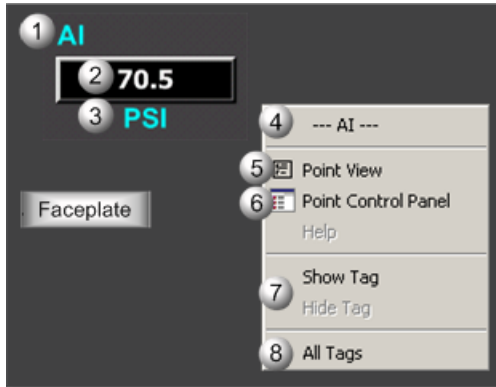 1 AI
2 70.5
3 PSI
4 --- AI ---
5 Point View
6 Point Control Panel
Help
Faceplate
7 Show Tag
Hide Tag
8 All Tags